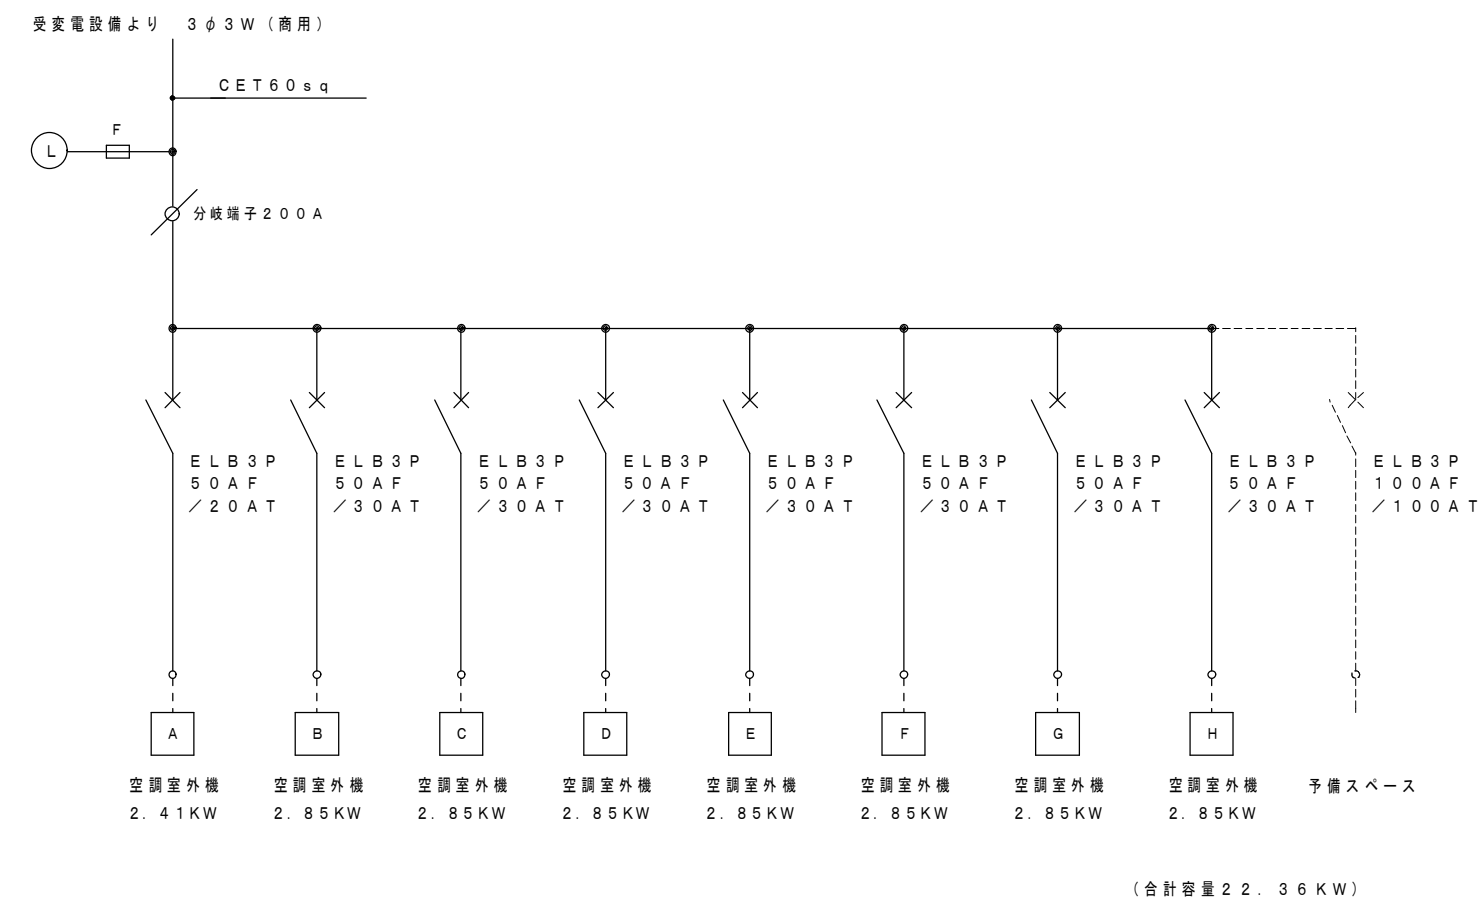 受変電設備より　３φ３Ｗ（商用）
ＣＥＴ６０ｓｑ
Ｆ
Ｌ
分岐端子２００Ａ
ＥＬＢ３Ｐ
５０ＡＦ
／２０ＡＴ
ＥＬＢ３Ｐ
５０ＡＦ
／３０ＡＴ
ＥＬＢ３Ｐ
５０ＡＦ
／３０ＡＴ
ＥＬＢ３Ｐ
５０ＡＦ
／３０ＡＴ
ＥＬＢ３Ｐ
５０ＡＦ
／３０ＡＴ
ＥＬＢ３Ｐ
５０ＡＦ
／３０ＡＴ
ＥＬＢ３Ｐ
５０ＡＦ
／３０ＡＴ
ＥＬＢ３Ｐ
５０ＡＦ
／３０ＡＴ
ＥＬＢ３Ｐ
１００ＡＦ
／１００ＡＴ
Ａ
空調室外機
２．４１ＫＷ
Ｂ
空調室外機
２．８５ＫＷ
Ｃ
空調室外機
２．８５ＫＷ
Ｄ
空調室外機
２．８５ＫＷ
Ｅ
空調室外機
２．８５ＫＷ
Ｆ
空調室外機
２．８５ＫＷ
Ｇ
空調室外機
２．８５ＫＷ
Ｈ
空調室外機
２．８５ＫＷ
予備スペース
（合計容量２２．３６ＫＷ）